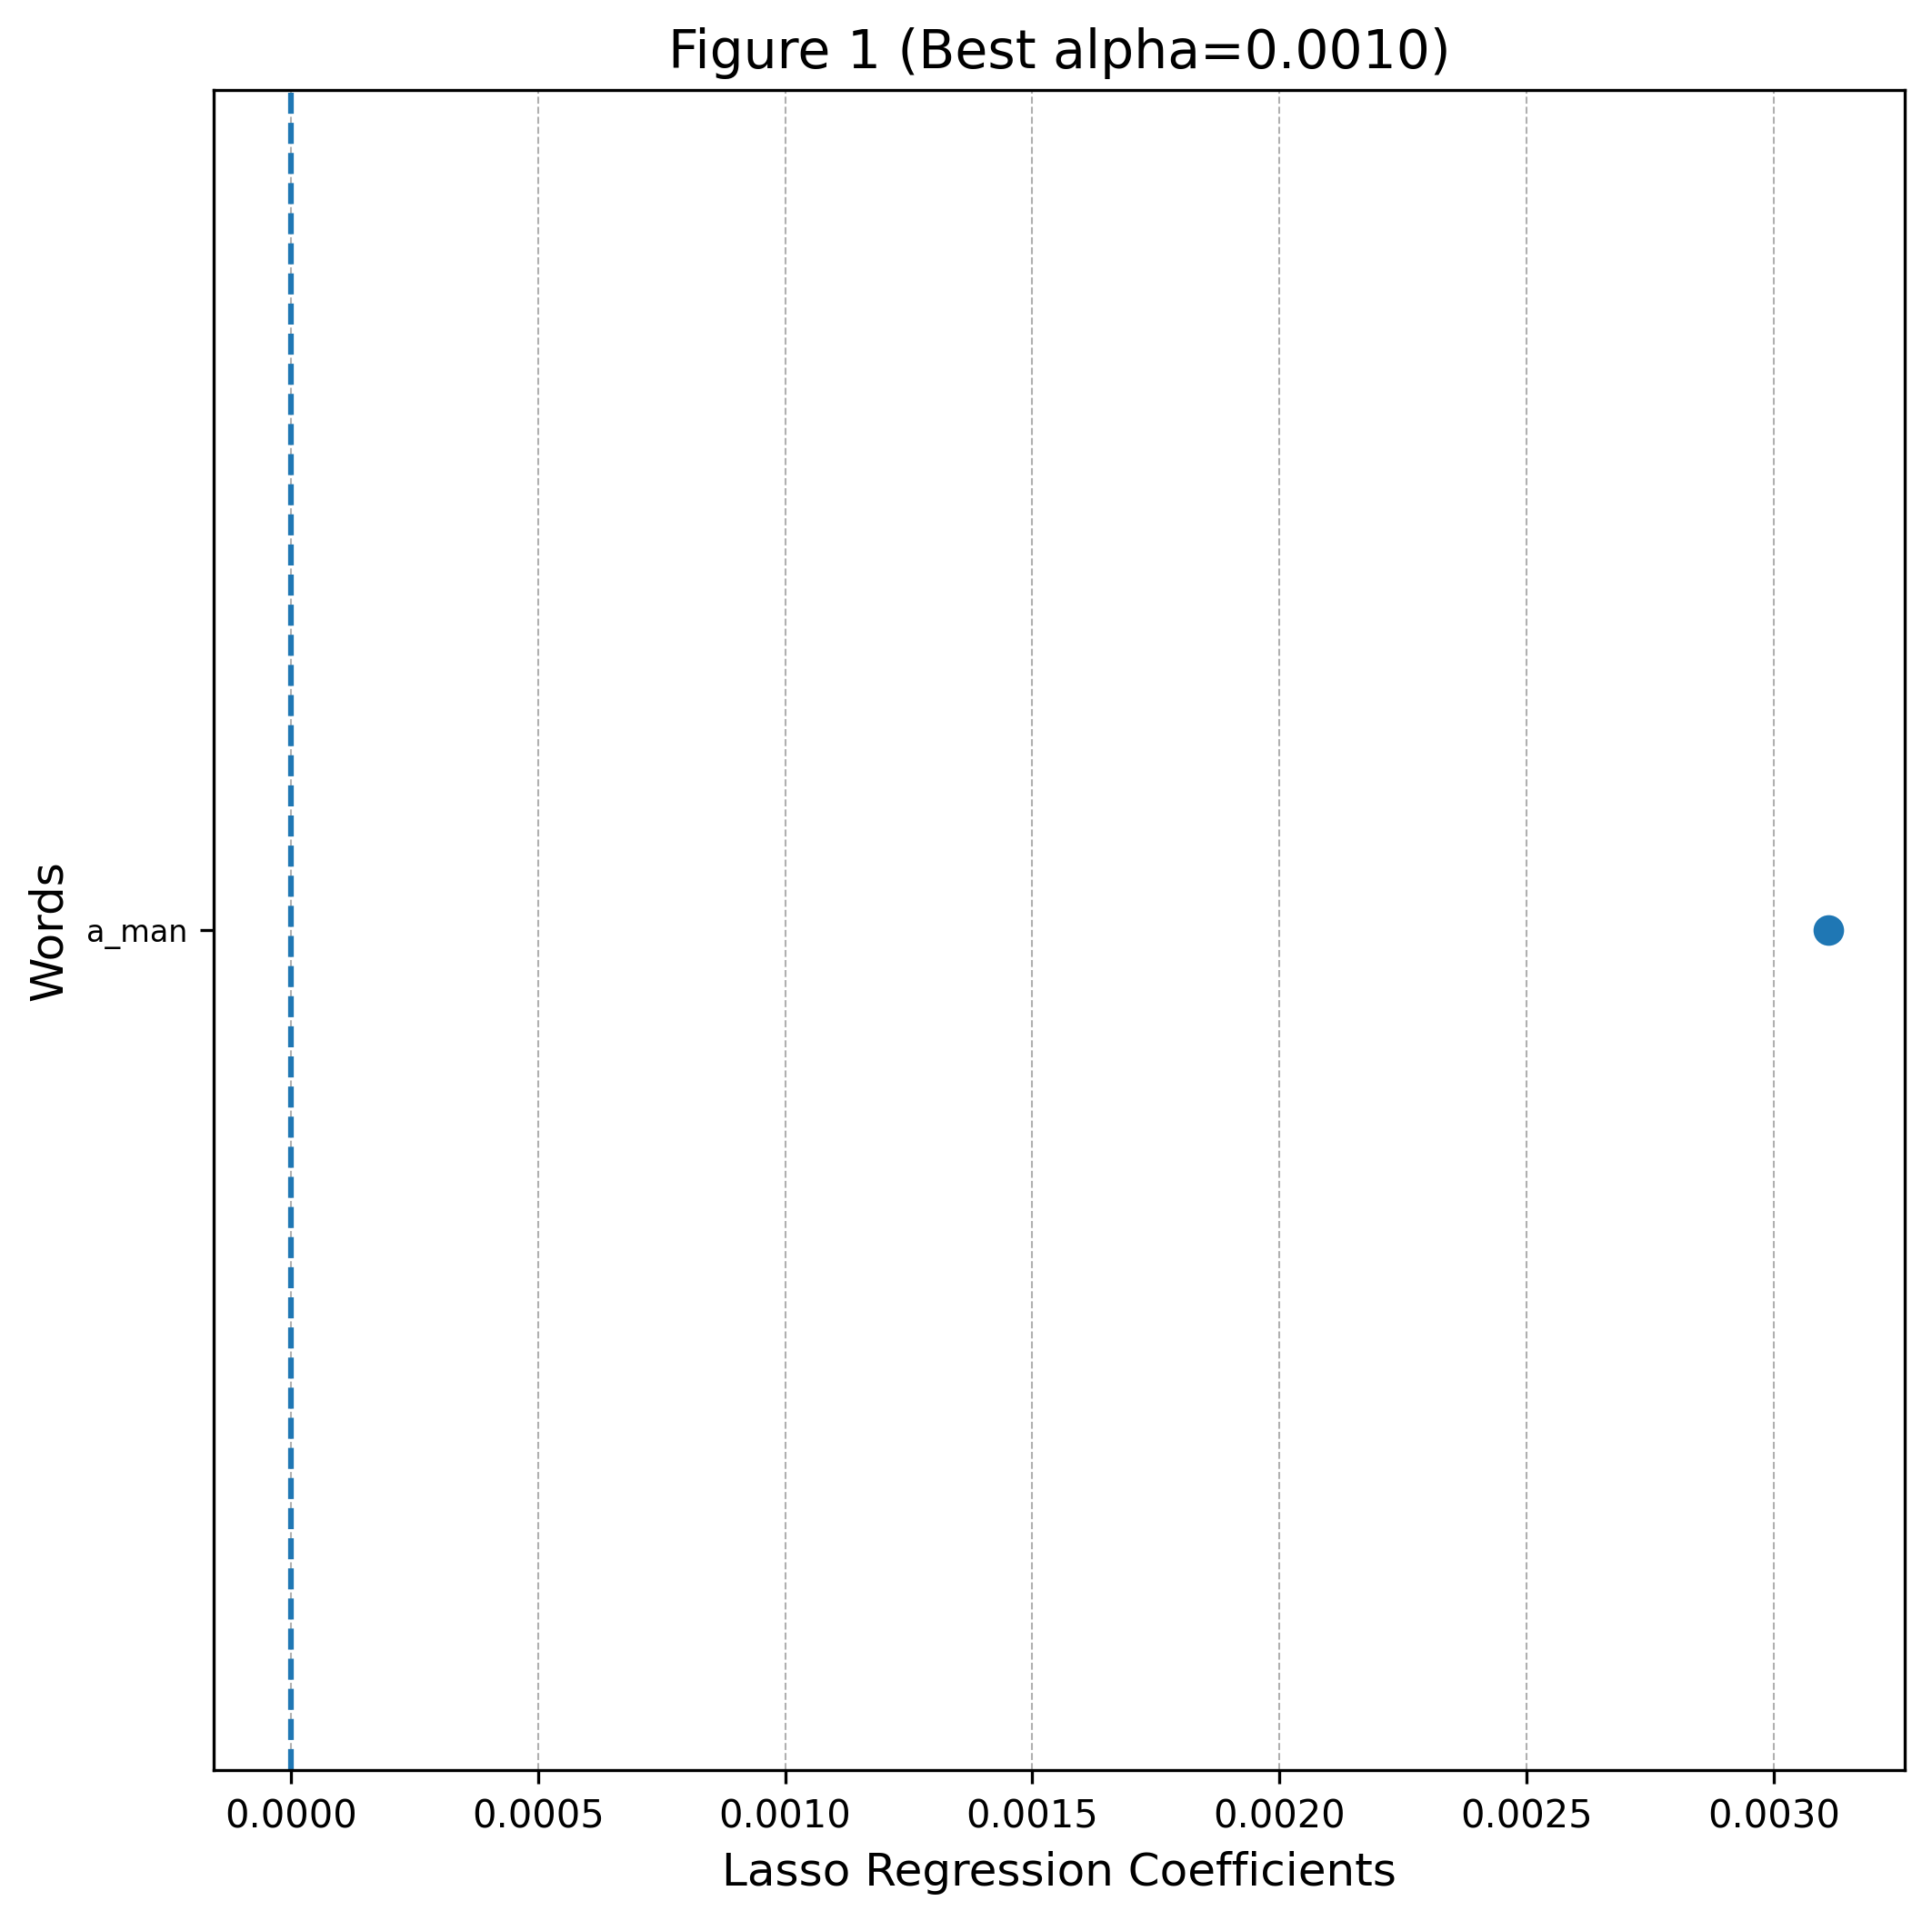 Figure 1 (Best alpha=0.0010)
Words
a_man
0.0000 0.0005 0.0010 0.0015 0.0020 0.0025 0.0030
Lasso Regression Coefficients